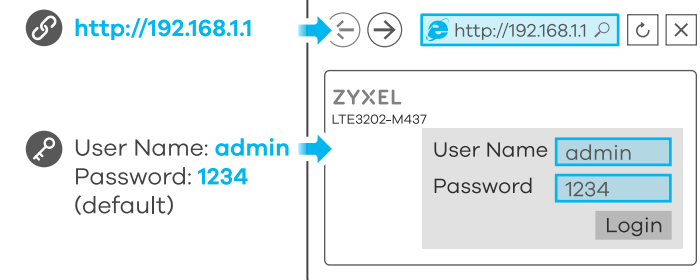 http://192.168.1.1
http://192.168.1.1
ZYXEL
LTE3202-M437
User Name: admin
Password: 1234
(default)
User Name admin
Password 1234
Login